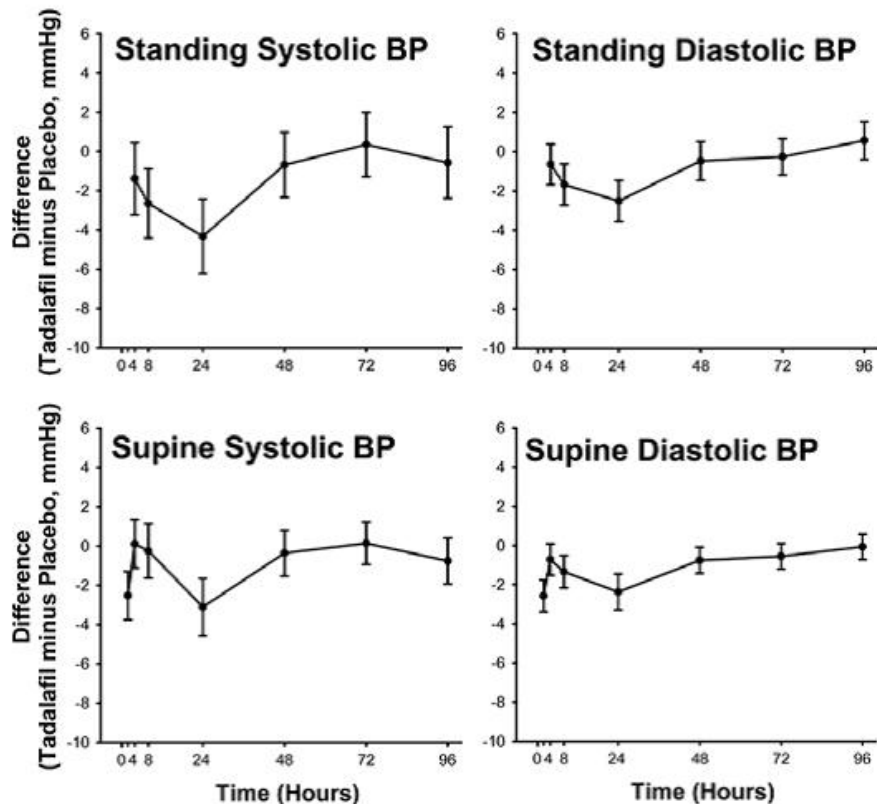 Standing Systolic BP
Difference
(Tadalafil minus Placebo, mmHg)
6
4
2
0
-2
-4
-6
-8
-10
0 4 8 24 48 72 96
Standing Diastolic BP
6
4
2
0
-2
-4
-6
-8
-10
0 4 8 24 48 72 96
Supine Systolic BP
Difference
(Tadalafil minus Placebo, mmHg)
6
4
2
0
-2
-4
-6
-8
-10
0 4 8 24 48 72 96
Time (Hours)
Supine Diastolic BP
6
4
2
0
-2
-4
-6
-8
-10
0 4 8 24 48 72 96
Time (Hours)